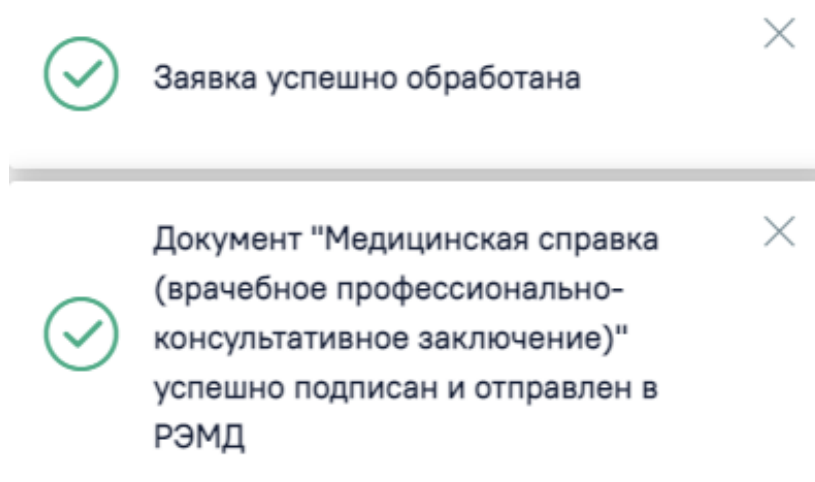 Заявка успешно обработана
Документ "Медицинская справка
(врачебное профессионально-
консультативное заключение)"
успешно подписан и отправлен в
РЭМД